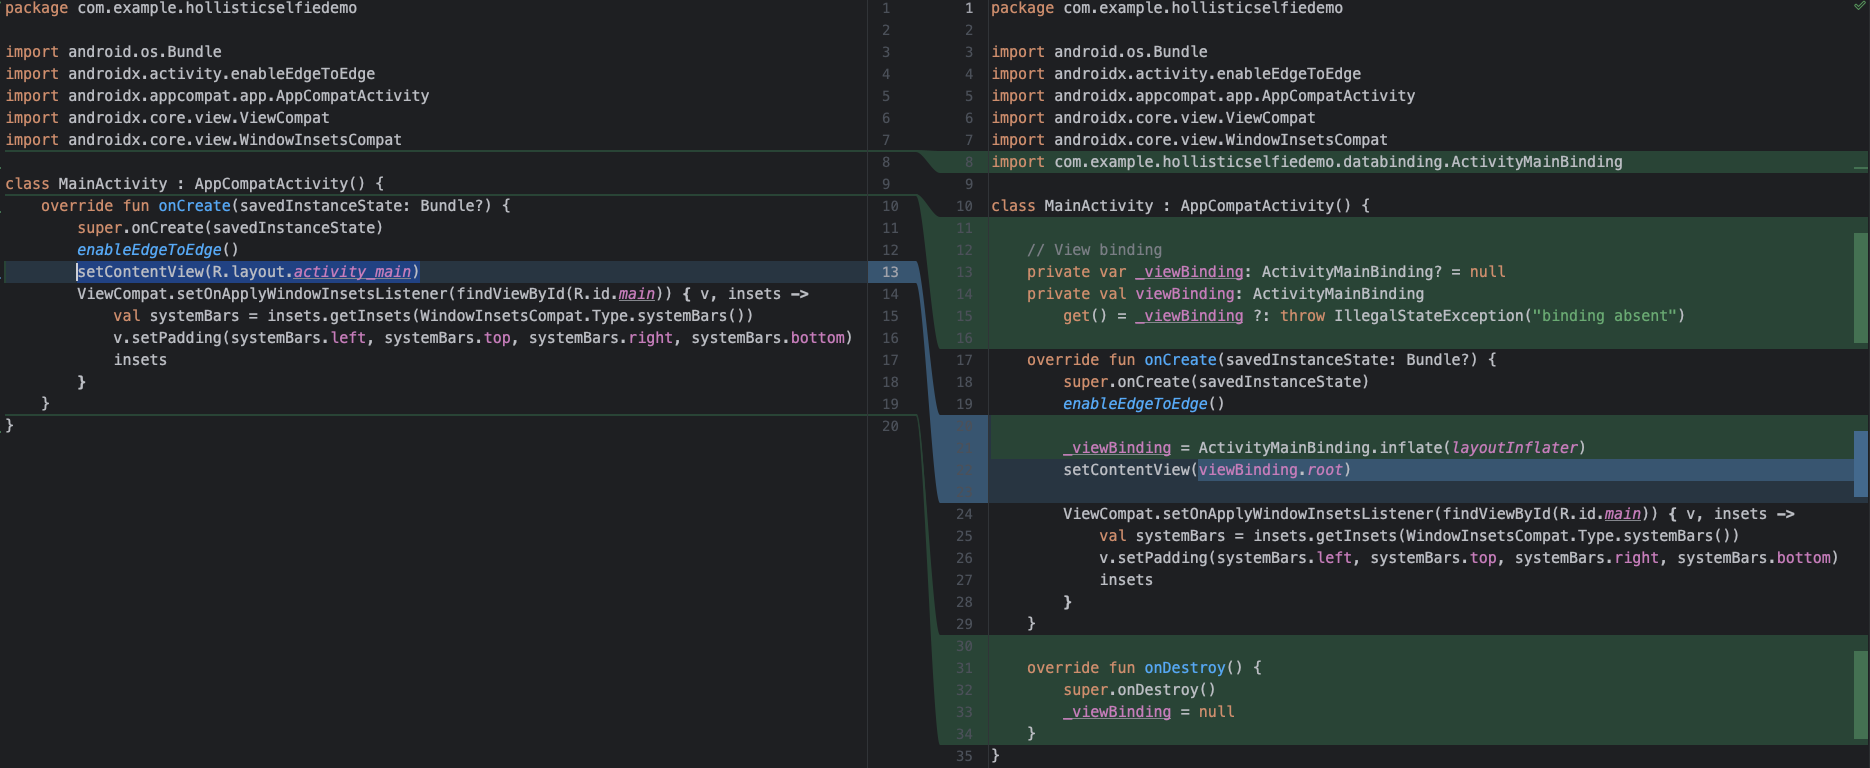 package com.example.hollisticselfiedemo
import android.os.Bundle
import androidx.activity.enableEdgeToEdge
import androidx.appcompat.app.AppCompatActivity
import androidx.core.view.ViewCompat
import androidx.core.view.WindowInsetsCompat
class MainActivity : AppCompatActivity() {
override fun onCreate(savedInstanceState: Bundle?) {
super.onCreate(savedInstanceState)
enableEdgeToEdge()
setContentView(R.layout.activity_main)
ViewCompat.setOnApplyWindowInsetsListener(findViewById(R.id.main)) { v, insets ->
val systemBars = insets.getInsets(WindowInsetsCompat.Type.systemBars())
v.setPadding(systemBars.left, systemBars.top, systemBars.right, systemBars.bottom)
insets
}
}
}
1
2
3
4
5
6
7
8
9
10
11
12
13
14
15
16
17
18
19
20
1 package com.example.hollisticselfiedemo
2
3 import android.os.Bundle
4 import androidx.activity.enableEdgeToEdge
5 import androidx.appcompat.app.AppCompatActivity
6 import androidx.core.view.ViewCompat
7 import androidx.core.view.WindowInsetsCompat
8 import com.example.hollisticselfiedemo.databinding.ActivityMainBinding
9
10 class MainActivity : AppCompatActivity() {
11
12 // View binding
13 private var _viewBinding: ActivityMainBinding? = null
14 private val viewBinding: ActivityMainBinding
15 get() = _viewBinding ?: throw IllegalStateException("binding absent")
16
17 override fun onCreate(savedInstanceState: Bundle?) {
18 super.onCreate(savedInstanceState)
19 enableEdgeToEdge()
_viewBinding = ActivityMainBinding.inflate(layoutInflater)
setContentView(viewBinding.root)
24 ViewCompat.setOnApplyWindowInsetsListener(findViewById(R.id.main)) { v, insets ->
25 val systemBars = insets.getInsets(WindowInsetsCompat.Type.systemBars())
26 v.setPadding(systemBars.left, systemBars.top, systemBars.right, systemBars.bottom)
27 insets
28 }
29 }
30
31 override fun onDestroy() {
32 super.onDestroy()
33 _viewBinding = null
34 }
35 }